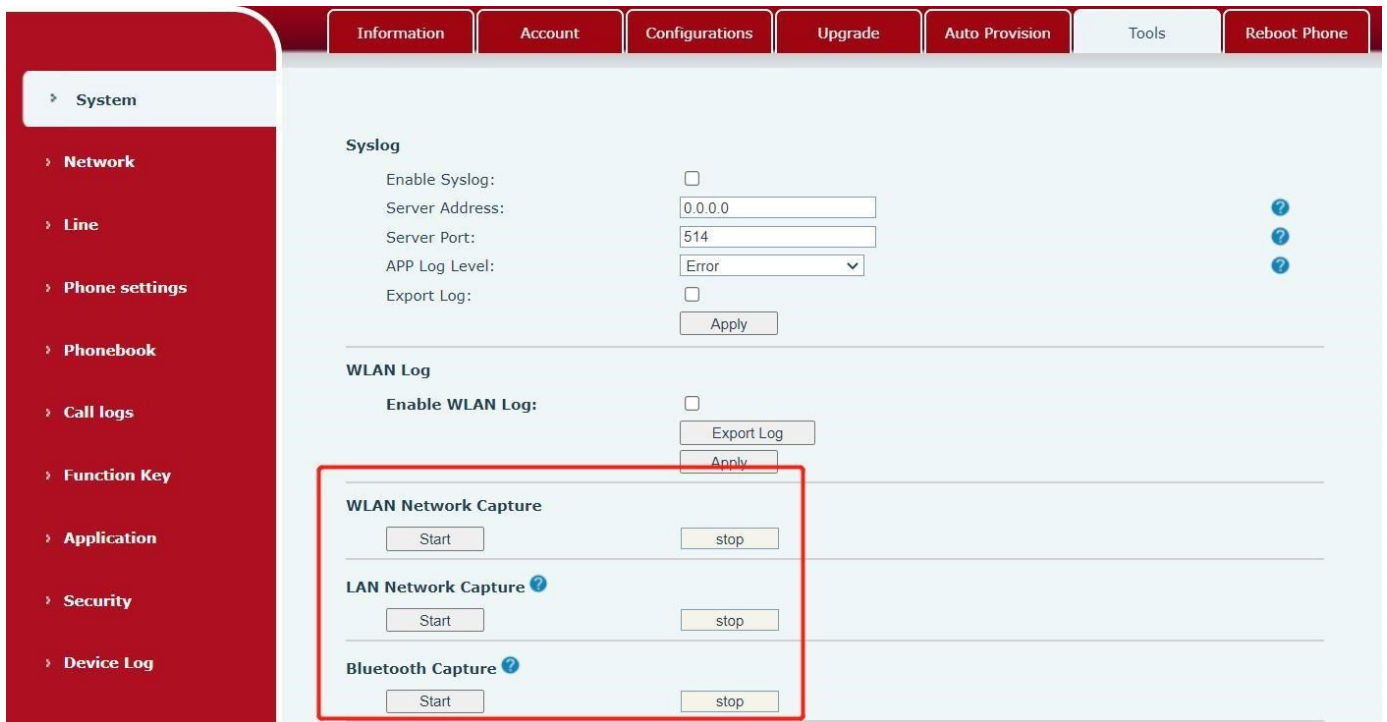 Information Account Configurations Upgrade Auto Provision Tools Reboot Phone
System
Network
Line
Phone settings
Phonebook
Call logs
Function Key
Application
Security
Device Log
Syslog
Enable Syslog:
Server Address: 0.0.0.0
Server Port: 514
APP Log Level: Error
Export Log:
Apply
WLAN Log
Enable WLAN Log:
Export Log
Apply
WLAN Network Capture
Start stop
LAN Network Capture ?
Start stop
Bluetooth Capture ?
Start stop